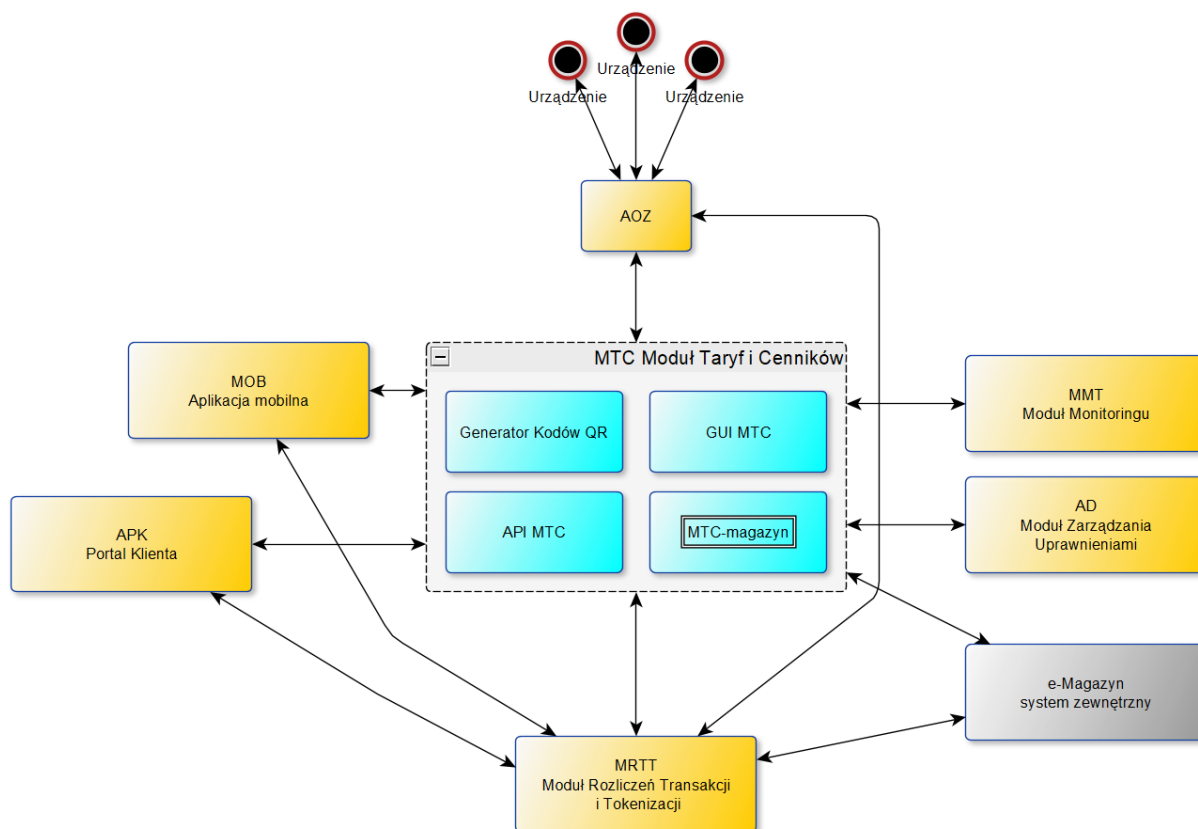 Urządzenie
Urządzenie
Urządzenie
AOZ
MTC Moduł Taryf i Cenników
MOB
Aplikacja mobilna
Generator Kodów QR
GUI MTC
MMT
Moduł Monitoringu
APK
Portal Klienta
API MTC
MTC-magazyn
AD
Moduł Zarządzania
Uprawnieniami
e-Magazyn
system zewnętrzny
MRTT
Moduł Rozliczeń Transakcji
i Tokenizacji